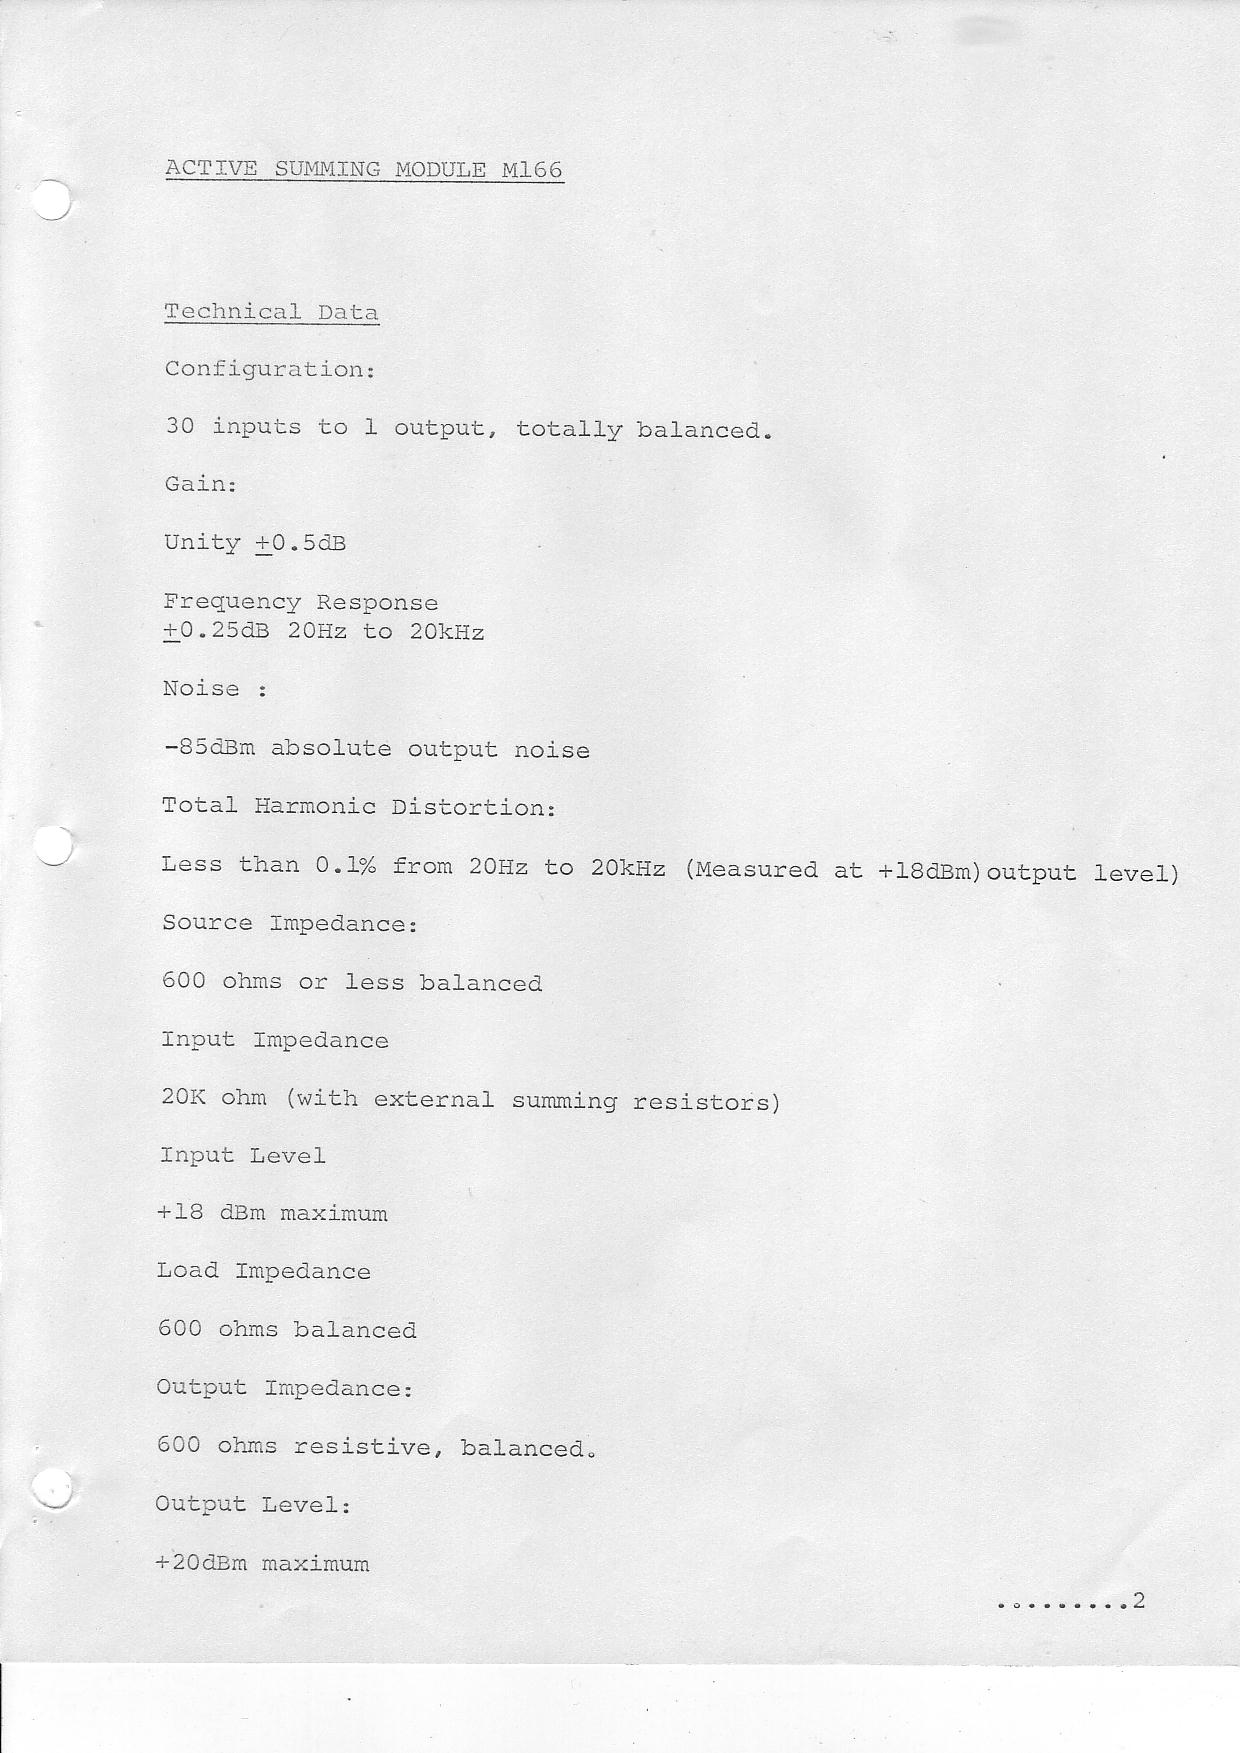 ACTIVE SUMMING MODULE M166
Technical Data
Configuration:
30 inputs to 1 output, totally balanced.
Gain:
Unity ±0.5dB
Frequency Response
±0.25dB 20Hz to 20kHz
Noise :
-85dBm absolute output noise
Total Harmonic Distortion:
Less than 0.1% from 20Hz to 20kHz (Measured at +18dBm)output level)
Source Impedance:
600 ohms or less balanced
Input Impedance
20K ohm (with external summing resistors)
Input Level
+18 dBm maximum
Load Impedance
600 ohms balanced
Output Impedance:
600 ohms resistive, balanced.
Output Level:
+20dBm maximum
.........2